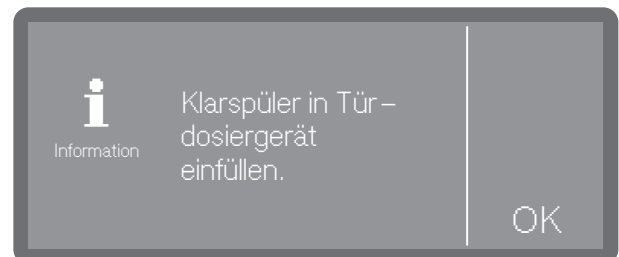 Information
Klarspüler in Tür–
dosiergerät
einfüllen.
OK